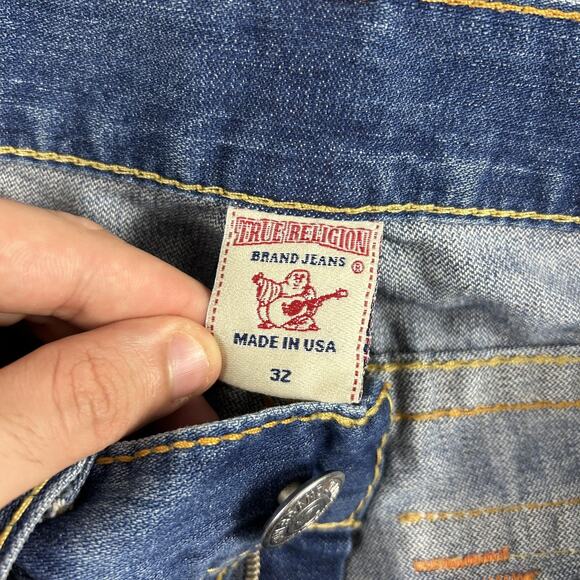 TRUE RELIGION
BRAND JEANS
®
MADE IN USA
32